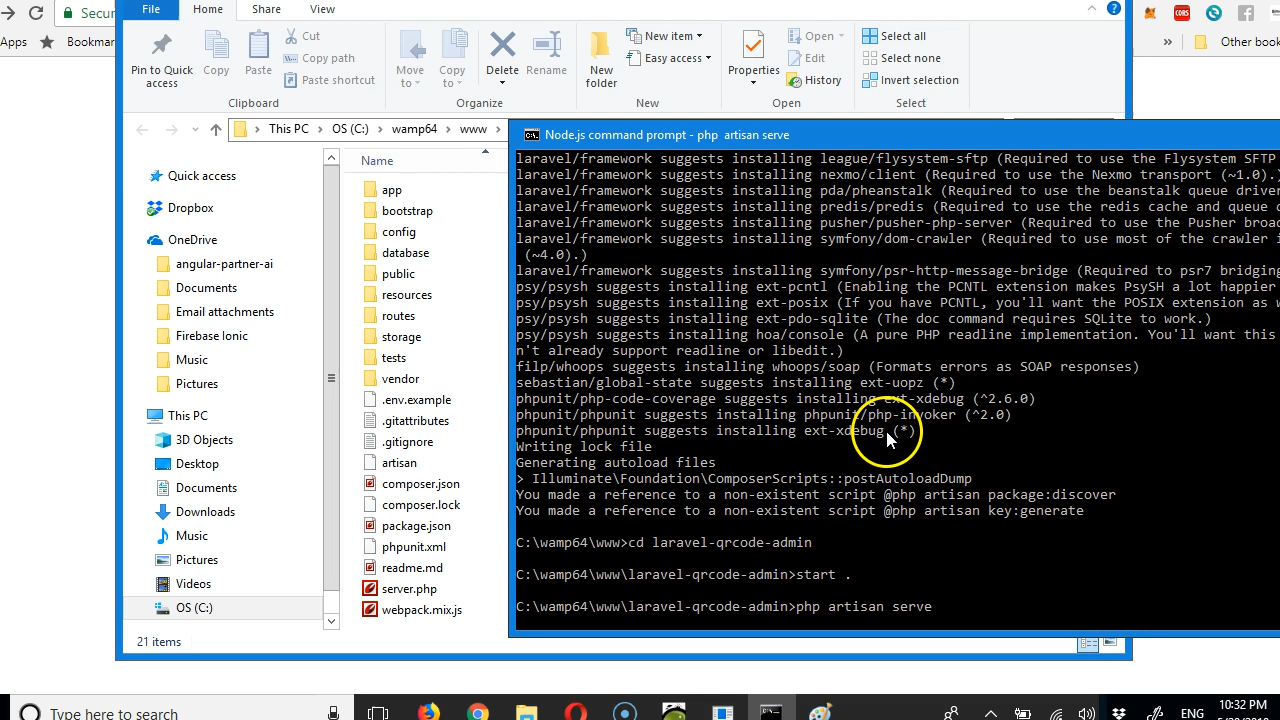 Secur
Apps
Bookmar
Other book
CORS
File
Home
Share
View
Pin to Quick access
Copy
Paste
Cut
Copy path
Paste shortcut
Clipboard
Move to
Copy to
Delete
Rename
Organize
New folder
New item
Easy access
New
Properties
Open
Edit
History
Open
Select all
Select none
Invert selection
Select
This PC
OS (C:)
wamp64
www
Quick access
Dropbox
OneDrive
angular-partner-ai
Documents
Email attachments
Firebase Ionic
Music
Pictures
This PC
3D Objects
Desktop
Documents
Downloads
Music
Pictures
Videos
OS (C:)
Name
app
bootstrap
config
database
public
resources
routes
storage
tests
vendor
.env.example
.gitattributes
.gitignore
artisan
composer.json
composer.lock
package.json
phpunit.xml
readme.md
server.php
webpack.mix.js
21 items
Node.js command prompt - php  artisan serve
laravel/framework suggests installing league/flysystem-sftp (Required to use the Flysystem SFTP
laravel/framework suggests installing nexmo/client (Required to use the Nexmo transport (~1.0).)
laravel/framework suggests installing pda/pheanstalk (Required to use the beanstalk queue driver
laravel/framework suggests installing predis/predis (Required to use the redis cache and queue d
laravel/framework suggests installing pusher/pusher-php-server (Required to use the Pusher broad
laravel/framework suggests installing symfony/dom-crawler (Required to use most of the crawler i
 (~4.0).)
laravel/framework suggests installing symfony/psr-http-message-bridge (Required to psr7 bridging
psy/psysh suggests installing ext-pcntl (Enabling the PCNTL extension makes PsySH a lot happier
psy/psysh suggests installing ext-posix (If you have PCNTL, you'll want the POSIX extension as w
psy/psysh suggests installing ext-pdo-sqlite (The doc command requires SQLite to work.)
psy/psysh suggests installing hoa/console (A pure PHP readline implementation. You'll want this
n't already support readline or libedit.)
filp/whoops suggests installing whoops/soap (Formats errors as SOAP responses)
sebastian/global-state suggests installing ext-uopz (*)
phpunit/php-code-coverage suggests installing ext-xdebug (^2.6.0)
phpunit/phpunit suggests installing phpunit/php-invoker (^2.0)
phpunit/phpunit suggests installing ext-xdebug (*)
Writing lock file
Generating autoload files
> Illuminate\Foundation\ComposerScripts::postAutoloadDump
You made a reference to a non-existent script @php artisan package:discover
You made a reference to a non-existent script @php artisan key:generate
C:\wamp64\www>cd laravel-qrcode-admin
C:\wamp64\www\laravel-qrcode-admin>start .
C:\wamp64\www\laravel-qrcode-admin>php artisan serve
Type here to search
ENG
10:32 PM